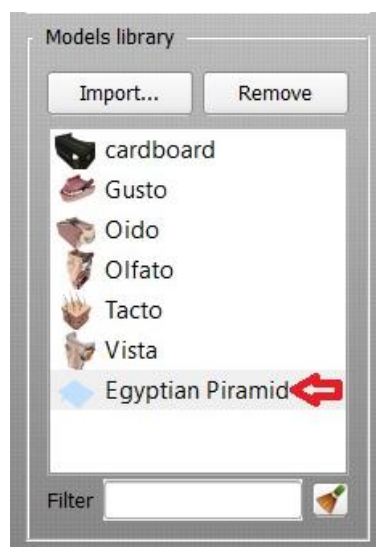 Models library
Import... Remove
cardboard
Gusto
Oido
Olfato
Tacto
Vista
Egyptian Piramid
Filter